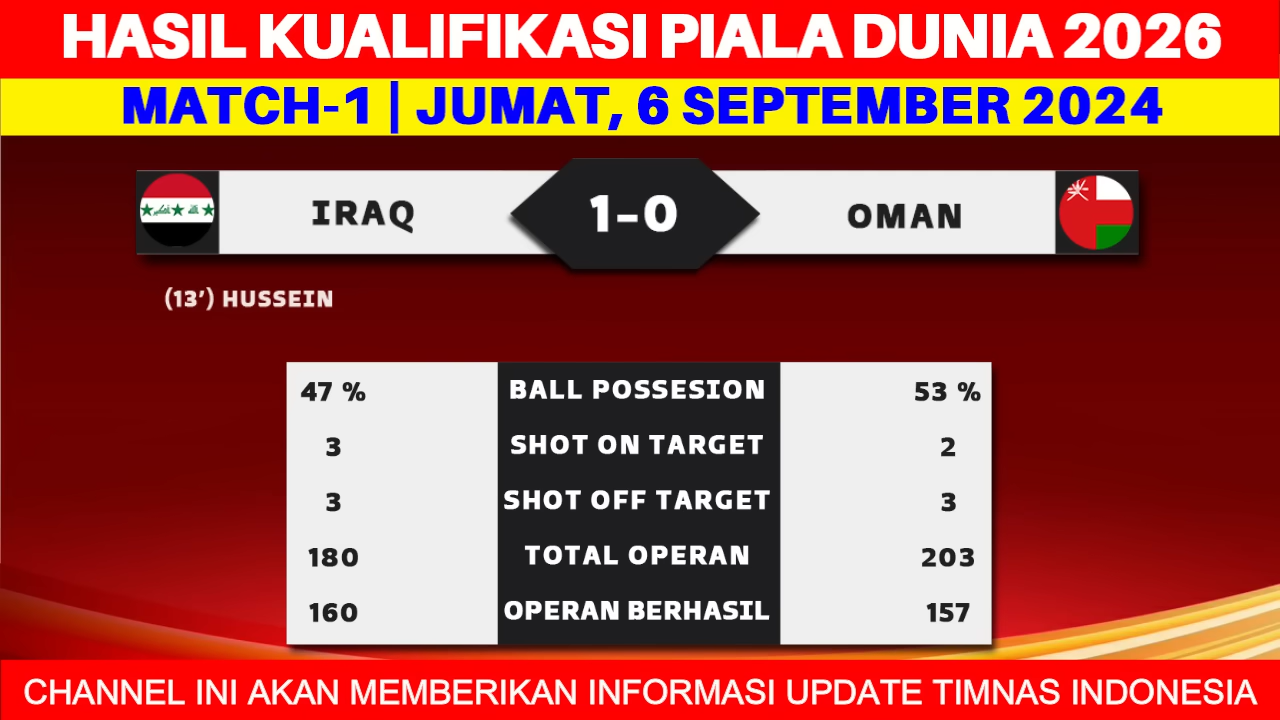 HASIL KUALIFIKASI PIALA DUNIA 2026
MATCH-1 | JUMAT, 6 SEPTEMBER 2024
IRAQ 1-0 OMAN
(13') HUSSEIN
47 % BALL POSSESION 53 %
3 SHOT ON TARGET 2
3 SHOT OFF TARGET 3
180 TOTAL OPERAN 203
160 OPERAN BERHASIL 157
CHANNEL INI AKAN MEMBERIKAN INFORMASI UPDATE TIMNAS INDONESIA